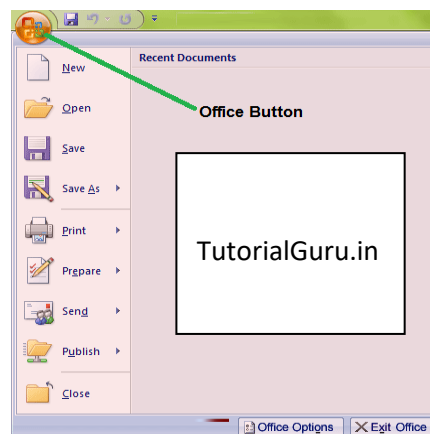 Recent Documents
New
Open
Office Button
Save
Save As
Print
TutorialGuru.in
Prepare
Send
Publish
Close
Office Options
Exit Office